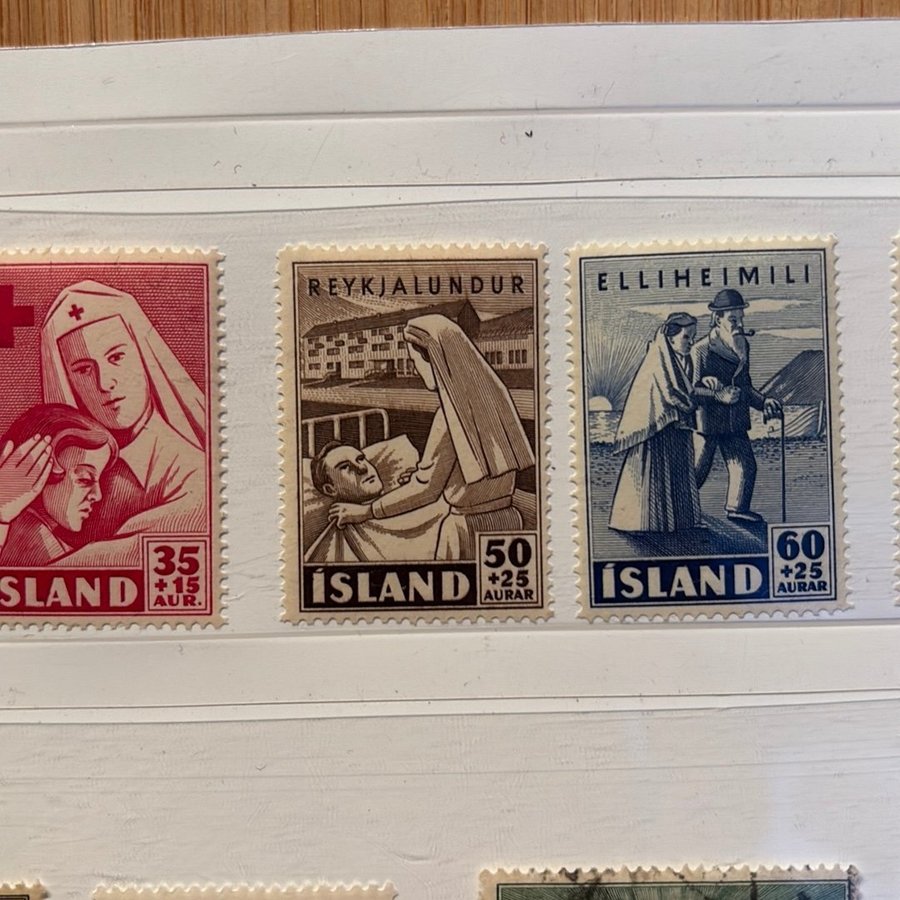 35
+15
AUR.
SLAND
REYKJALUNDUR
50
+25
AURAR
ÍSLAND
ELLIHEIMILI
60
+25
AURAR
ÍSLAND